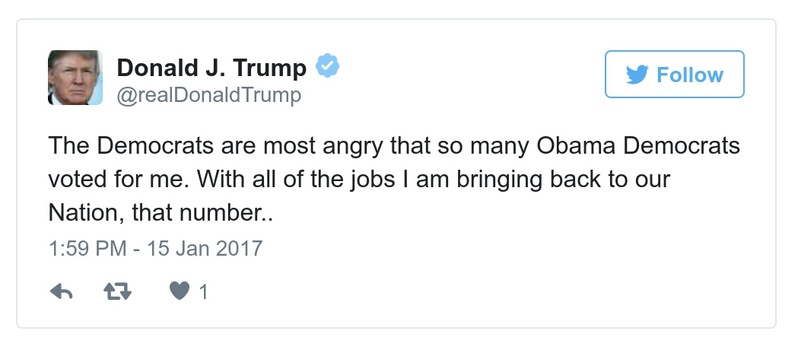 Donald J. Trump
@realDonaldTrump
Follow
The Democrats are most angry that so many Obama Democrats
voted for me. With all of the jobs I am bringing back to our
Nation, that number..
1:59 PM - 15 Jan 2017
1